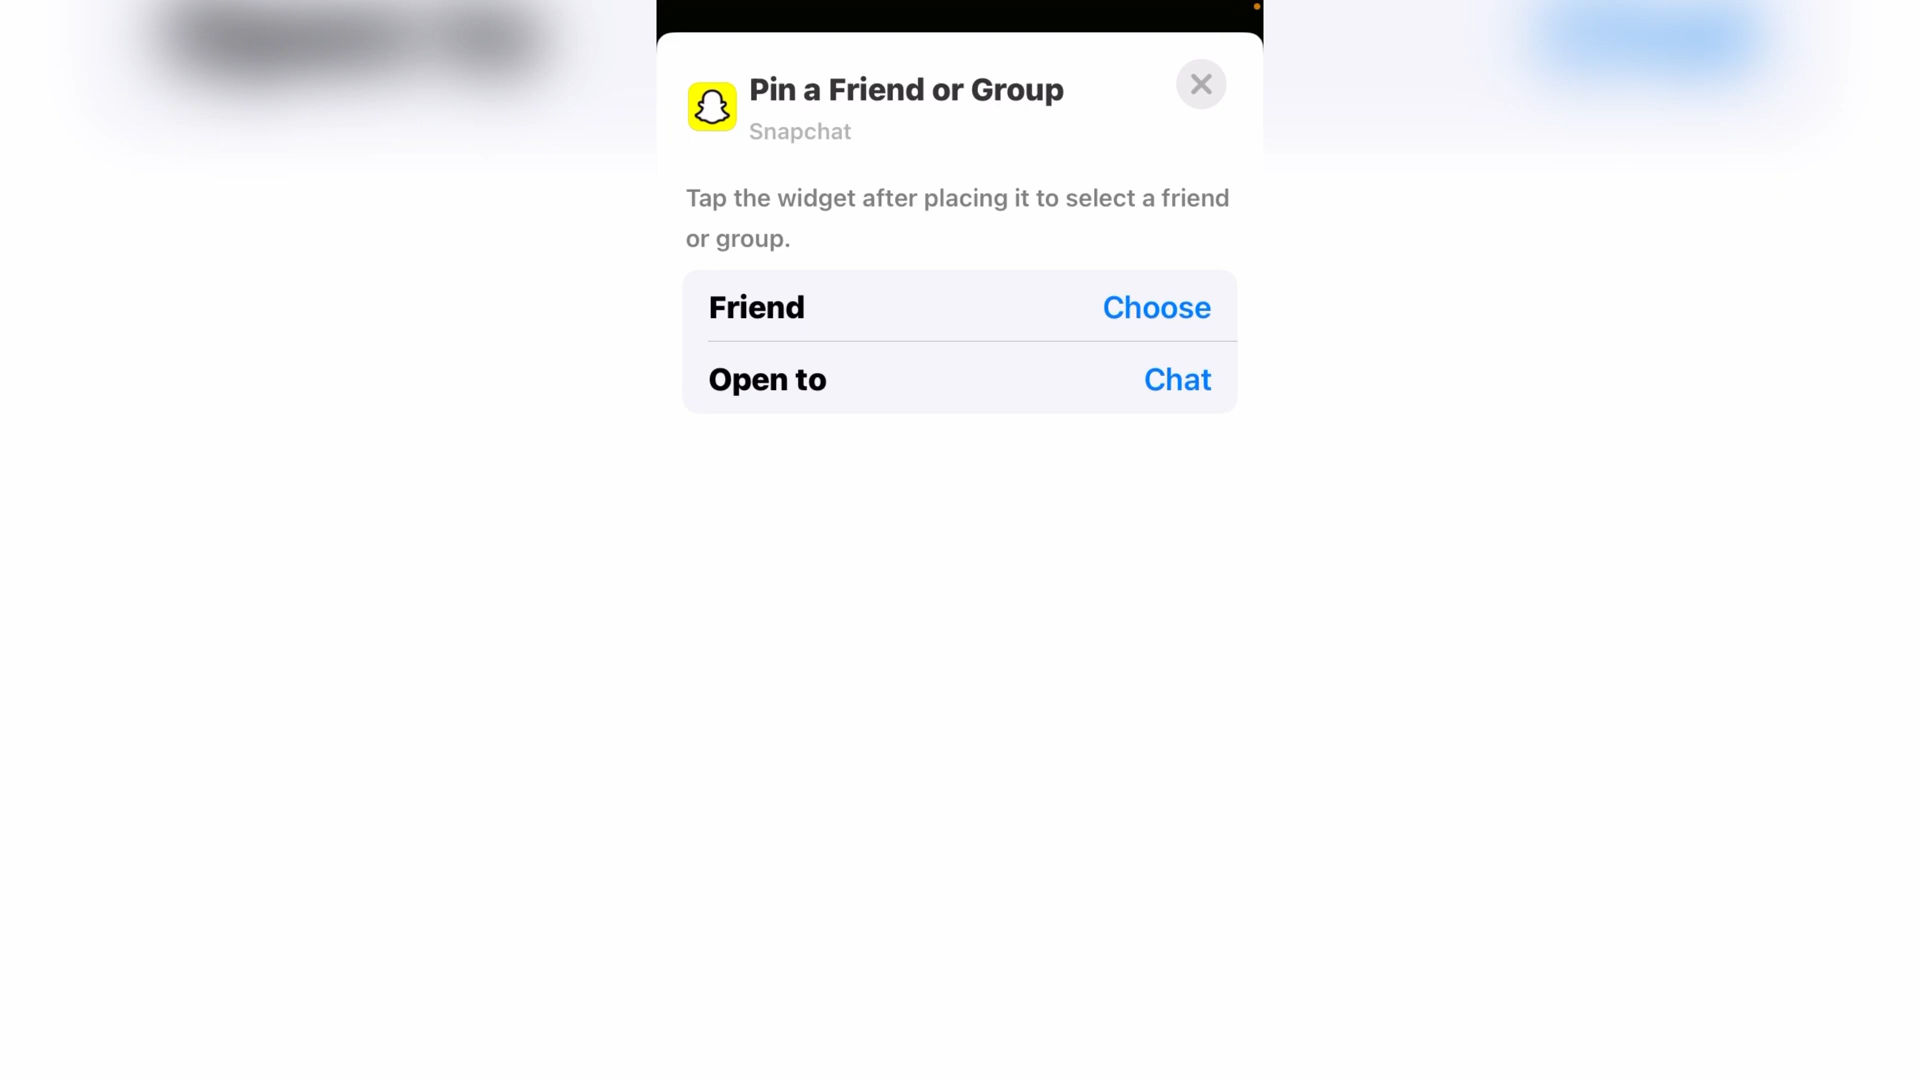 Pin a Friend or Group
Snapchat
Tap the widget after placing it to select a friend
or group.
Friend Choose
Open to Chat